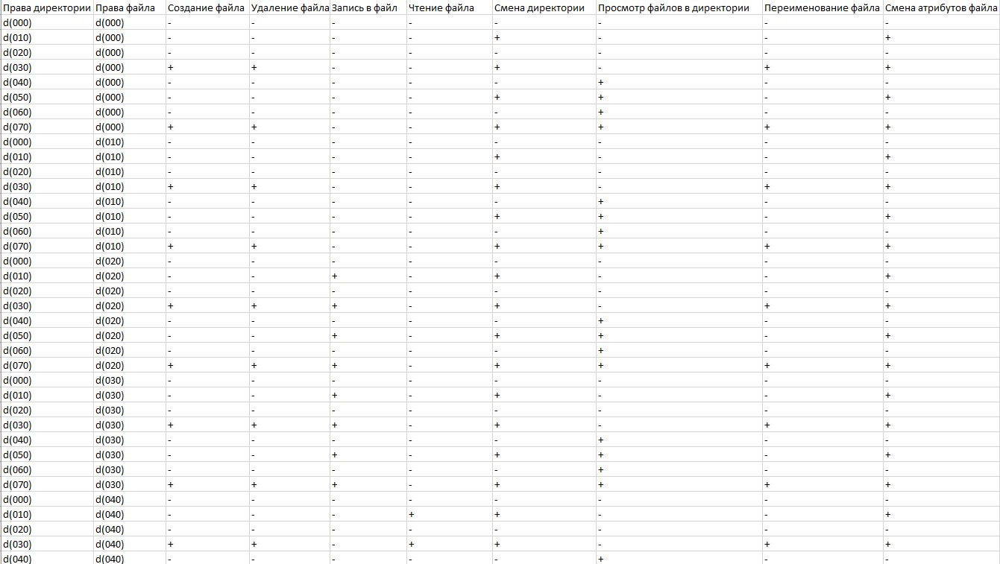 Права директории Права файла Создание файла Удаление файла Запись в файл Чтение файла Смена директории Просмотр файлов в директории Переименование файла Смена атрибутов файла
d(000) d(000) - - - - - - - -
d(010) d(000) - - - - + - - +
d(020) d(000) - - - - - - - -
d(030) d(000) + + - - + - + +
d(040) d(000) - - - - - + - -
d(050) d(000) - - - - + + - +
d(060) d(000) - - - - - + - -
d(070) d(000) + + - - + + + +
d(000) d(010) - - - - - - - -
d(010) d(010) - - - - + - - +
d(020) d(010) - - - - - - - -
d(030) d(010) + + - - + - + +
d(040) d(010) - - - - - + - -
d(050) d(010) - - - - + + - +
d(060) d(010) - - - - - + - -
d(070) d(010) + + - - + + + +
d(000) d(020) - - - - - - - -
d(010) d(020) - - + - + - - +
d(020) d(020) - - - - - - - -
d(030) d(020) + + + - + - + +
d(040) d(020) - - - - - + - -
d(050) d(020) - - + - + + - +
d(060) d(020) - - - - - + - -
d(070) d(020) + + + - + + + +
d(000) d(030) - - - - - - - -
d(010) d(030) - - + - + - - +
d(020) d(030) - - - - - - - -
d(030) d(030) + + + - + - + +
d(040) d(030) - - - - - + - -
d(050) d(030) - - + - + + - +
d(060) d(030) - - - - - + - -
d(070) d(030) + + + - + + + +
d(000) d(040) - - - - - - - -
d(010) d(040) - - - + + - - +
d(020) d(040) - - - - - - - -
d(030) d(040) + + - + + - + +
d(040) d(040) - - - - - + - -